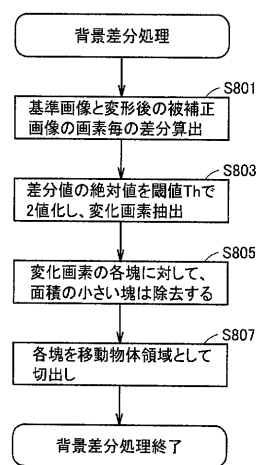 背景差分処理
S801
基準画像と変形後の被補正
画像の画素毎の差分算出
S803
差分値の絶対値を閾値Thで
2値化し、変化画素抽出
S805
変化画素の各塊に対して、
面積の小さい塊は除去する
S807
各塊を移動物体領域として
切出し
背景差分処理終了